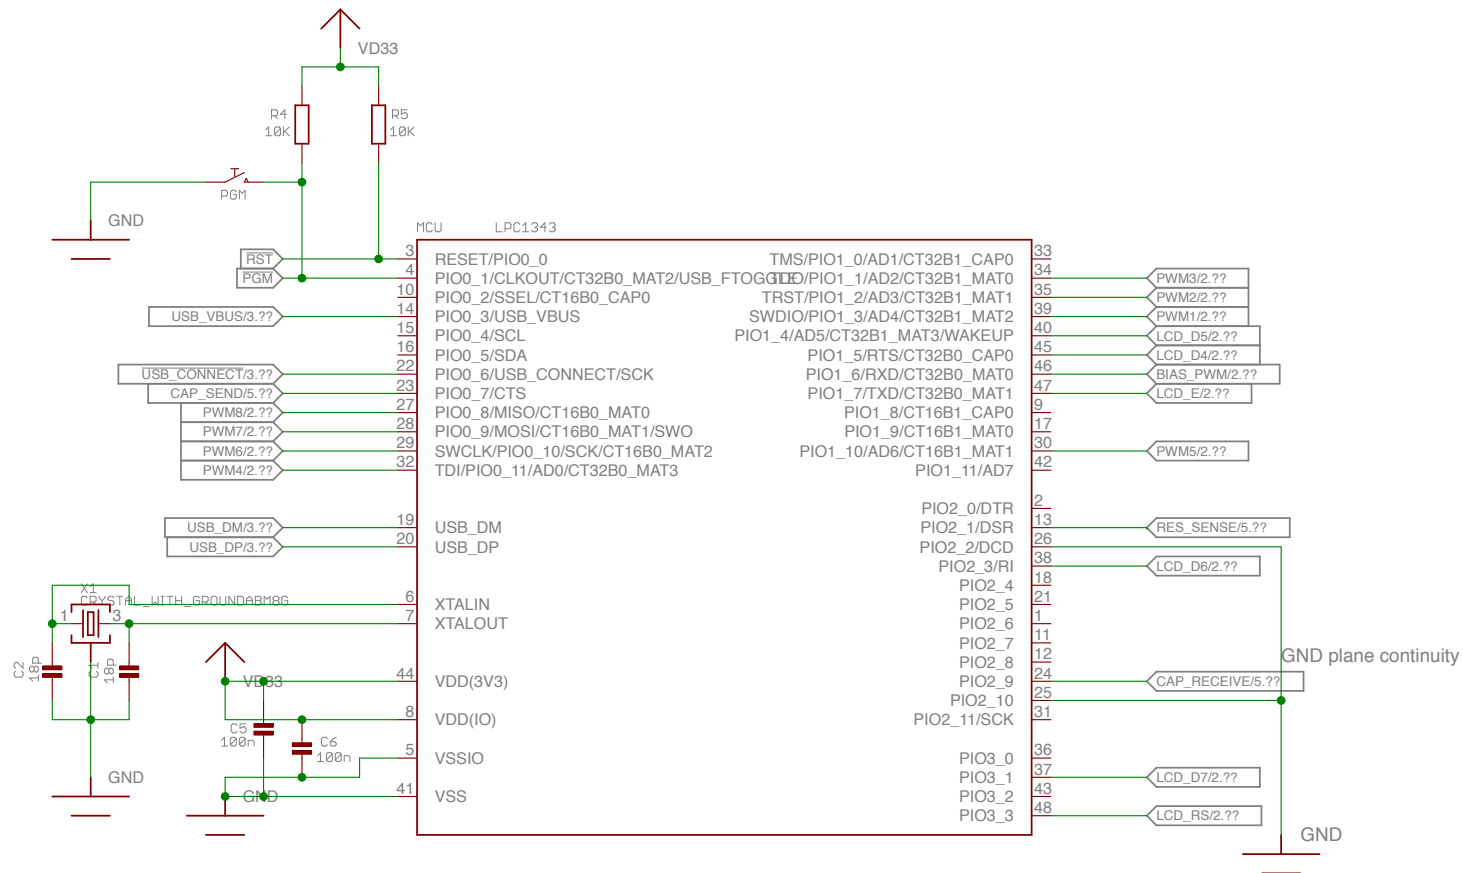 VD33
R4
10K
R5
10K
PGM
GND
MCU LPC1343
RST
PGM
USB_VBUS/3.??
USB_CONNECT/3.??
CAP_SEND/5.??
PWM8/2.??
PWM7/2.??
PWM6/2.??
PWM4/2.??
USB_DM/3.??
USB_DP/3.??
3 RESET/PIO0_0
4 PIO0_1/CLKOUT/CT32B0_MAT2/USB_FTOGGLE
10 PIO0_2/SSEL/CT16B0_CAP0
14 PIO0_3/USB_VBUS
15 PIO0_4/SCL
16 PIO0_5/SDA
22 PIO0_6/USB_CONNECT/SCK
23 PIO0_7/CTS
27 PIO0_8/MISO/CT16B0_MAT0
28 PIO0_9/MOSI/CT16B0_MAT1/SWO
29 SWCLK/PIO0_10/SCK/CT16B0_MAT2
32 TDI/PIO0_11/AD0/CT32B0_MAT3
19 USB_DM
20 USB_DP
6 XTALIN
7 XTALOUT
44 VDD(3V3)
8 VDD(IO)
5 VSSIO
41 VSS
TMS/PIO1_0/AD1/CT32B1_CAP0 33
TDO/PIO1_1/AD2/CT32B1_MAT0 34
TRST/PIO1_2/AD3/CT32B1_MAT1 35
SWDIO/PIO1_3/AD4/CT32B1_MAT2 39
PIO1_4/AD5/CT32B1_MAT3/WAKEUP 40
PIO1_5/RTS/CT32B0_CAP0 45
PIO1_6/RXD/CT32B0_MAT0 46
PIO1_7/TXD/CT32B0_MAT1 47
PIO1_8/CT16B1_CAP0 9
PIO1_9/CT16B1_MAT0 17
PIO1_10/AD6/CT16B1_MAT1 30
PIO1_11/AD7 42
PIO2_0/DTR 2
PIO2_1/DSR 13
PIO2_2/DCD 26
PIO2_3/RI 38
PIO2_4 18
PIO2_5 21
PIO2_6 1
PIO2_7 11
PIO2_8 12
PIO2_9 24
PIO2_10 25
PIO2_11/SCK 31
PIO3_0 36
PIO3_1 37
PIO3_2 43
PIO3_3 48
PWM3/2.??
PWM2/2.??
PWM1/2.??
LCD_D5/2.??
LCD_D4/2.??
BIAS_PWM/2.??
LCD_E/2.??
PWM5/2.??
RES_SENSE/5.??
LCD_D6/2.??
GND plane continuity
CAP_RECEIVE/5.??
LCD_D7/2.??
LCD_RS/2.??
GND
X1
CRYSTAL_WITH_GROUNDABM8G
1 3
C2
18p
C1
18p
GND
VD33
C5
100n
C6
100n
GND